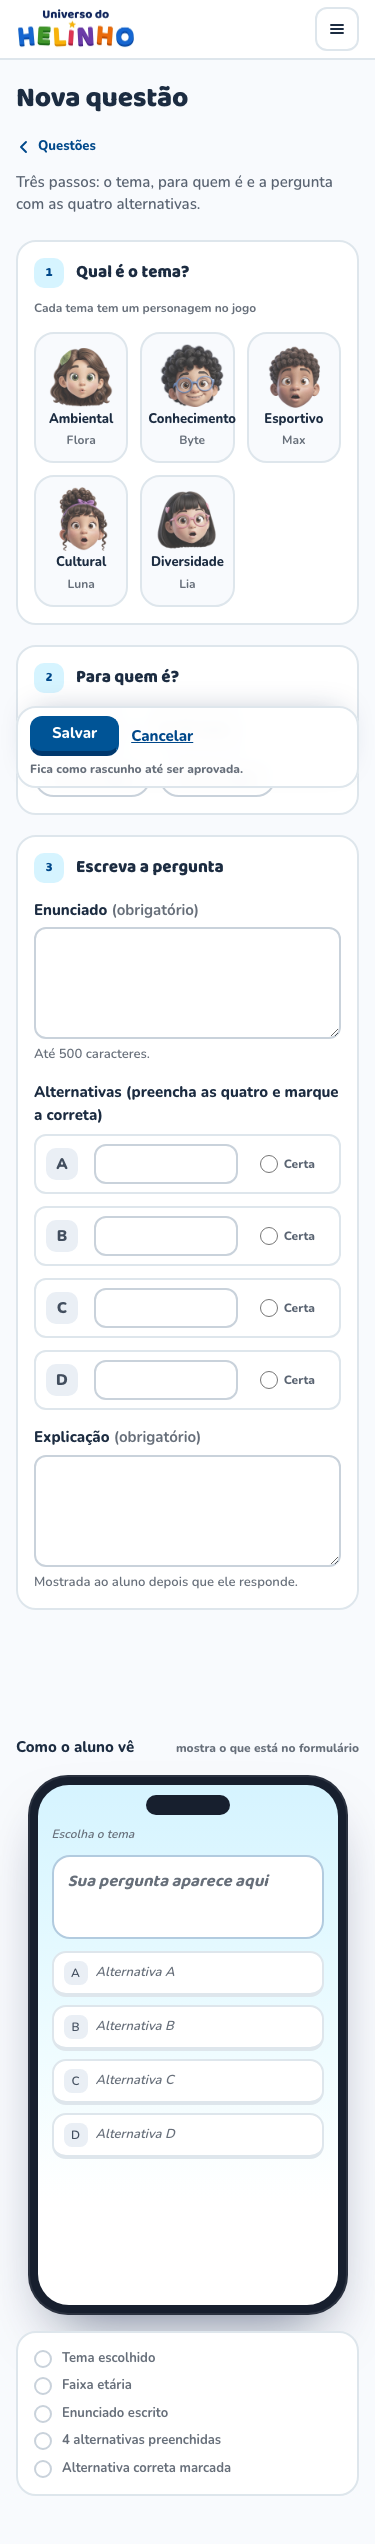 Universo do
HELINHO
Nova questão
Questões
Três passos: o tema, para quem é e a pergunta
com as quatro alternativas.
1 Qual é o tema?
Cada tema tem um personagem no jogo
Ambiental Conhecimento Esportivo
Flora Byte Max
Cultural Diversidade
Luna Lia
2 Para quem é?
Salvar Cancelar
Fica como rascunho até ser aprovada.
3 Escreva a pergunta
Enunciado (obrigatório)
Até 500 caracteres.
Alternativas (preencha as quatro e marque
a correta)
A Certa
B Certa
C Certa
D Certa
Explicação (obrigatório)
Mostrada ao aluno depois que ele responde.
Como o aluno vê mostra o que está no formulário
Escolha o tema
Sua pergunta aparece aqui
A Alternativa A
B Alternativa B
C Alternativa C
D Alternativa D
Tema escolhido
Faixa etária
Enunciado escrito
4 alternativas preenchidas
Alternativa correta marcada